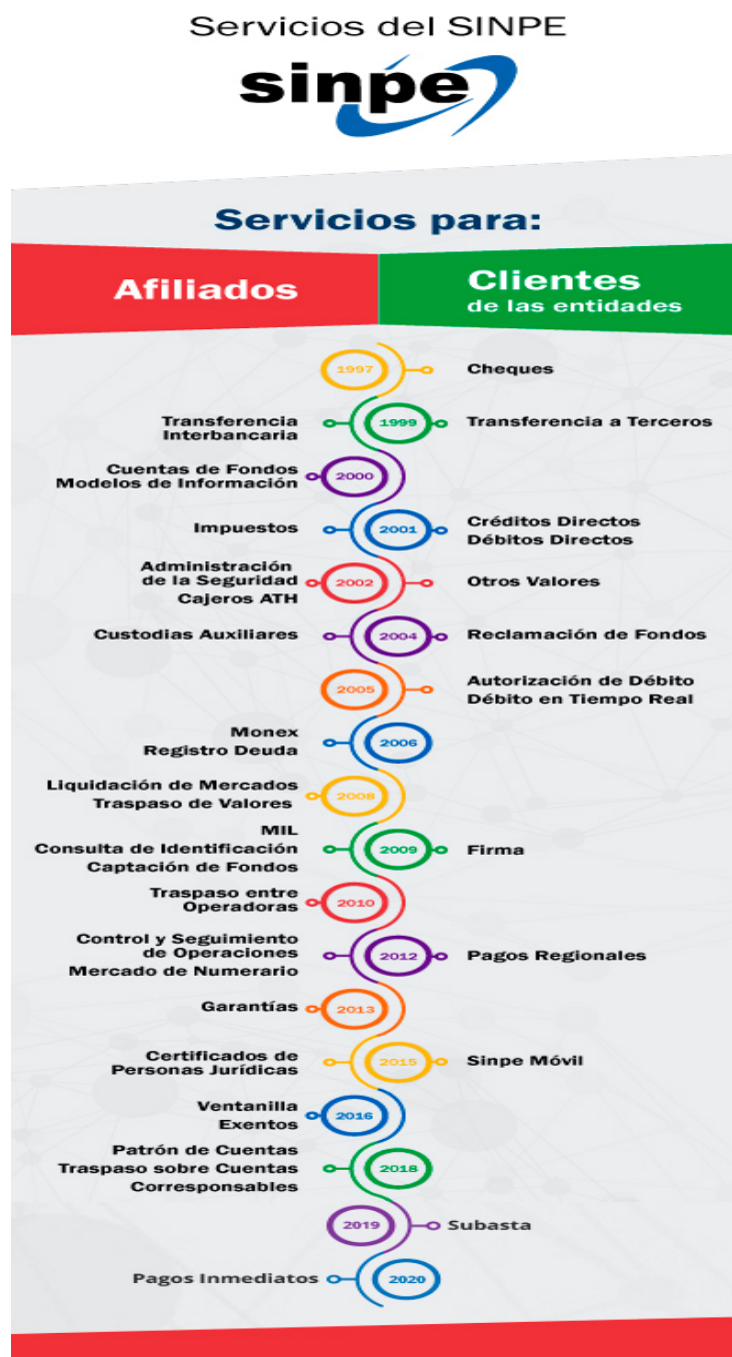 Servicios del SINPE
sinpe
Servicios para:
Afiliados
Clientes
de las entidades
1997
Cheques
Transferencia
Interbancaria
1999
Transferencia a Terceros
Cuentas de Fondos
Modelos de Información
2000
Impuestos
2001
Créditos Directos
Débitos Directos
Administración
de la Seguridad
Cajeros ATH
2002
Otros Valores
Custodias Auxiliares
2004
Reclamación de Fondos
2005
Autorización de Débito
Débito en Tiempo Real
Monex
Registro Deuda
2006
Liquidación de Mercados
Traspaso de Valores
2008
MIL
Consulta de Identificación
Captación de Fondos
2009
Firma
Traspaso entre
Operadoras
2010
Control y Seguimiento
de Operaciones
Mercado de Numerario
2012
Pagos Regionales
Garantías
2013
Certificados de
Personas Jurídicas
2015
Sinpe Móvil
Ventanilla
Exentos
2016
Patrón de Cuentas
Traspaso sobre Cuentas
Corresponsables
2018
2019
Subasta
Pagos Inmediatos
2020